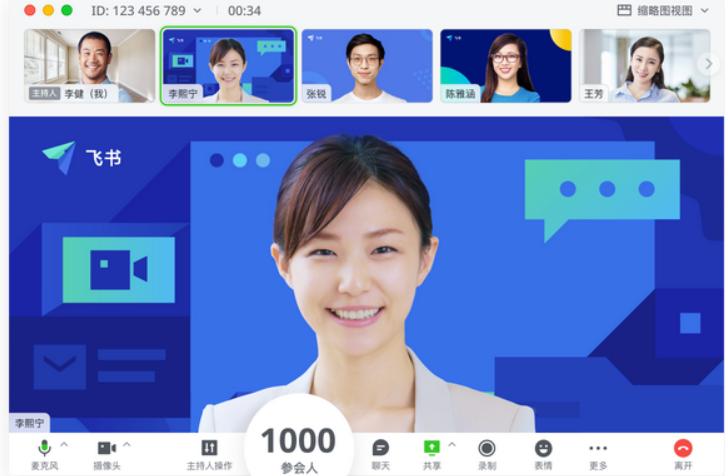 ID: 123 456 789 00:34 缩略图视图
主持人 李健（我） 李熙宁 张锐 陈雅涵 王芳
飞书
李熙宁
1000
参会人
麦克风 摄像头 主持人操作 聊天 共享 录制 表情 更多 离开